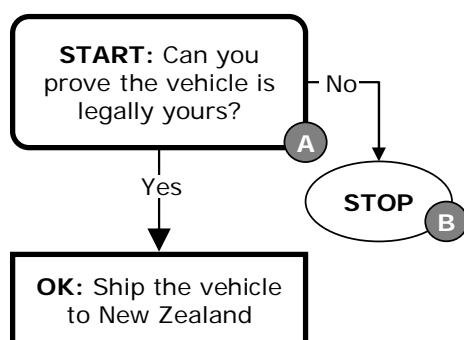 START: Can you
prove the vehicle is
legally yours?
A
No
Yes
STOP
B
OK: Ship the vehicle
to New Zealand